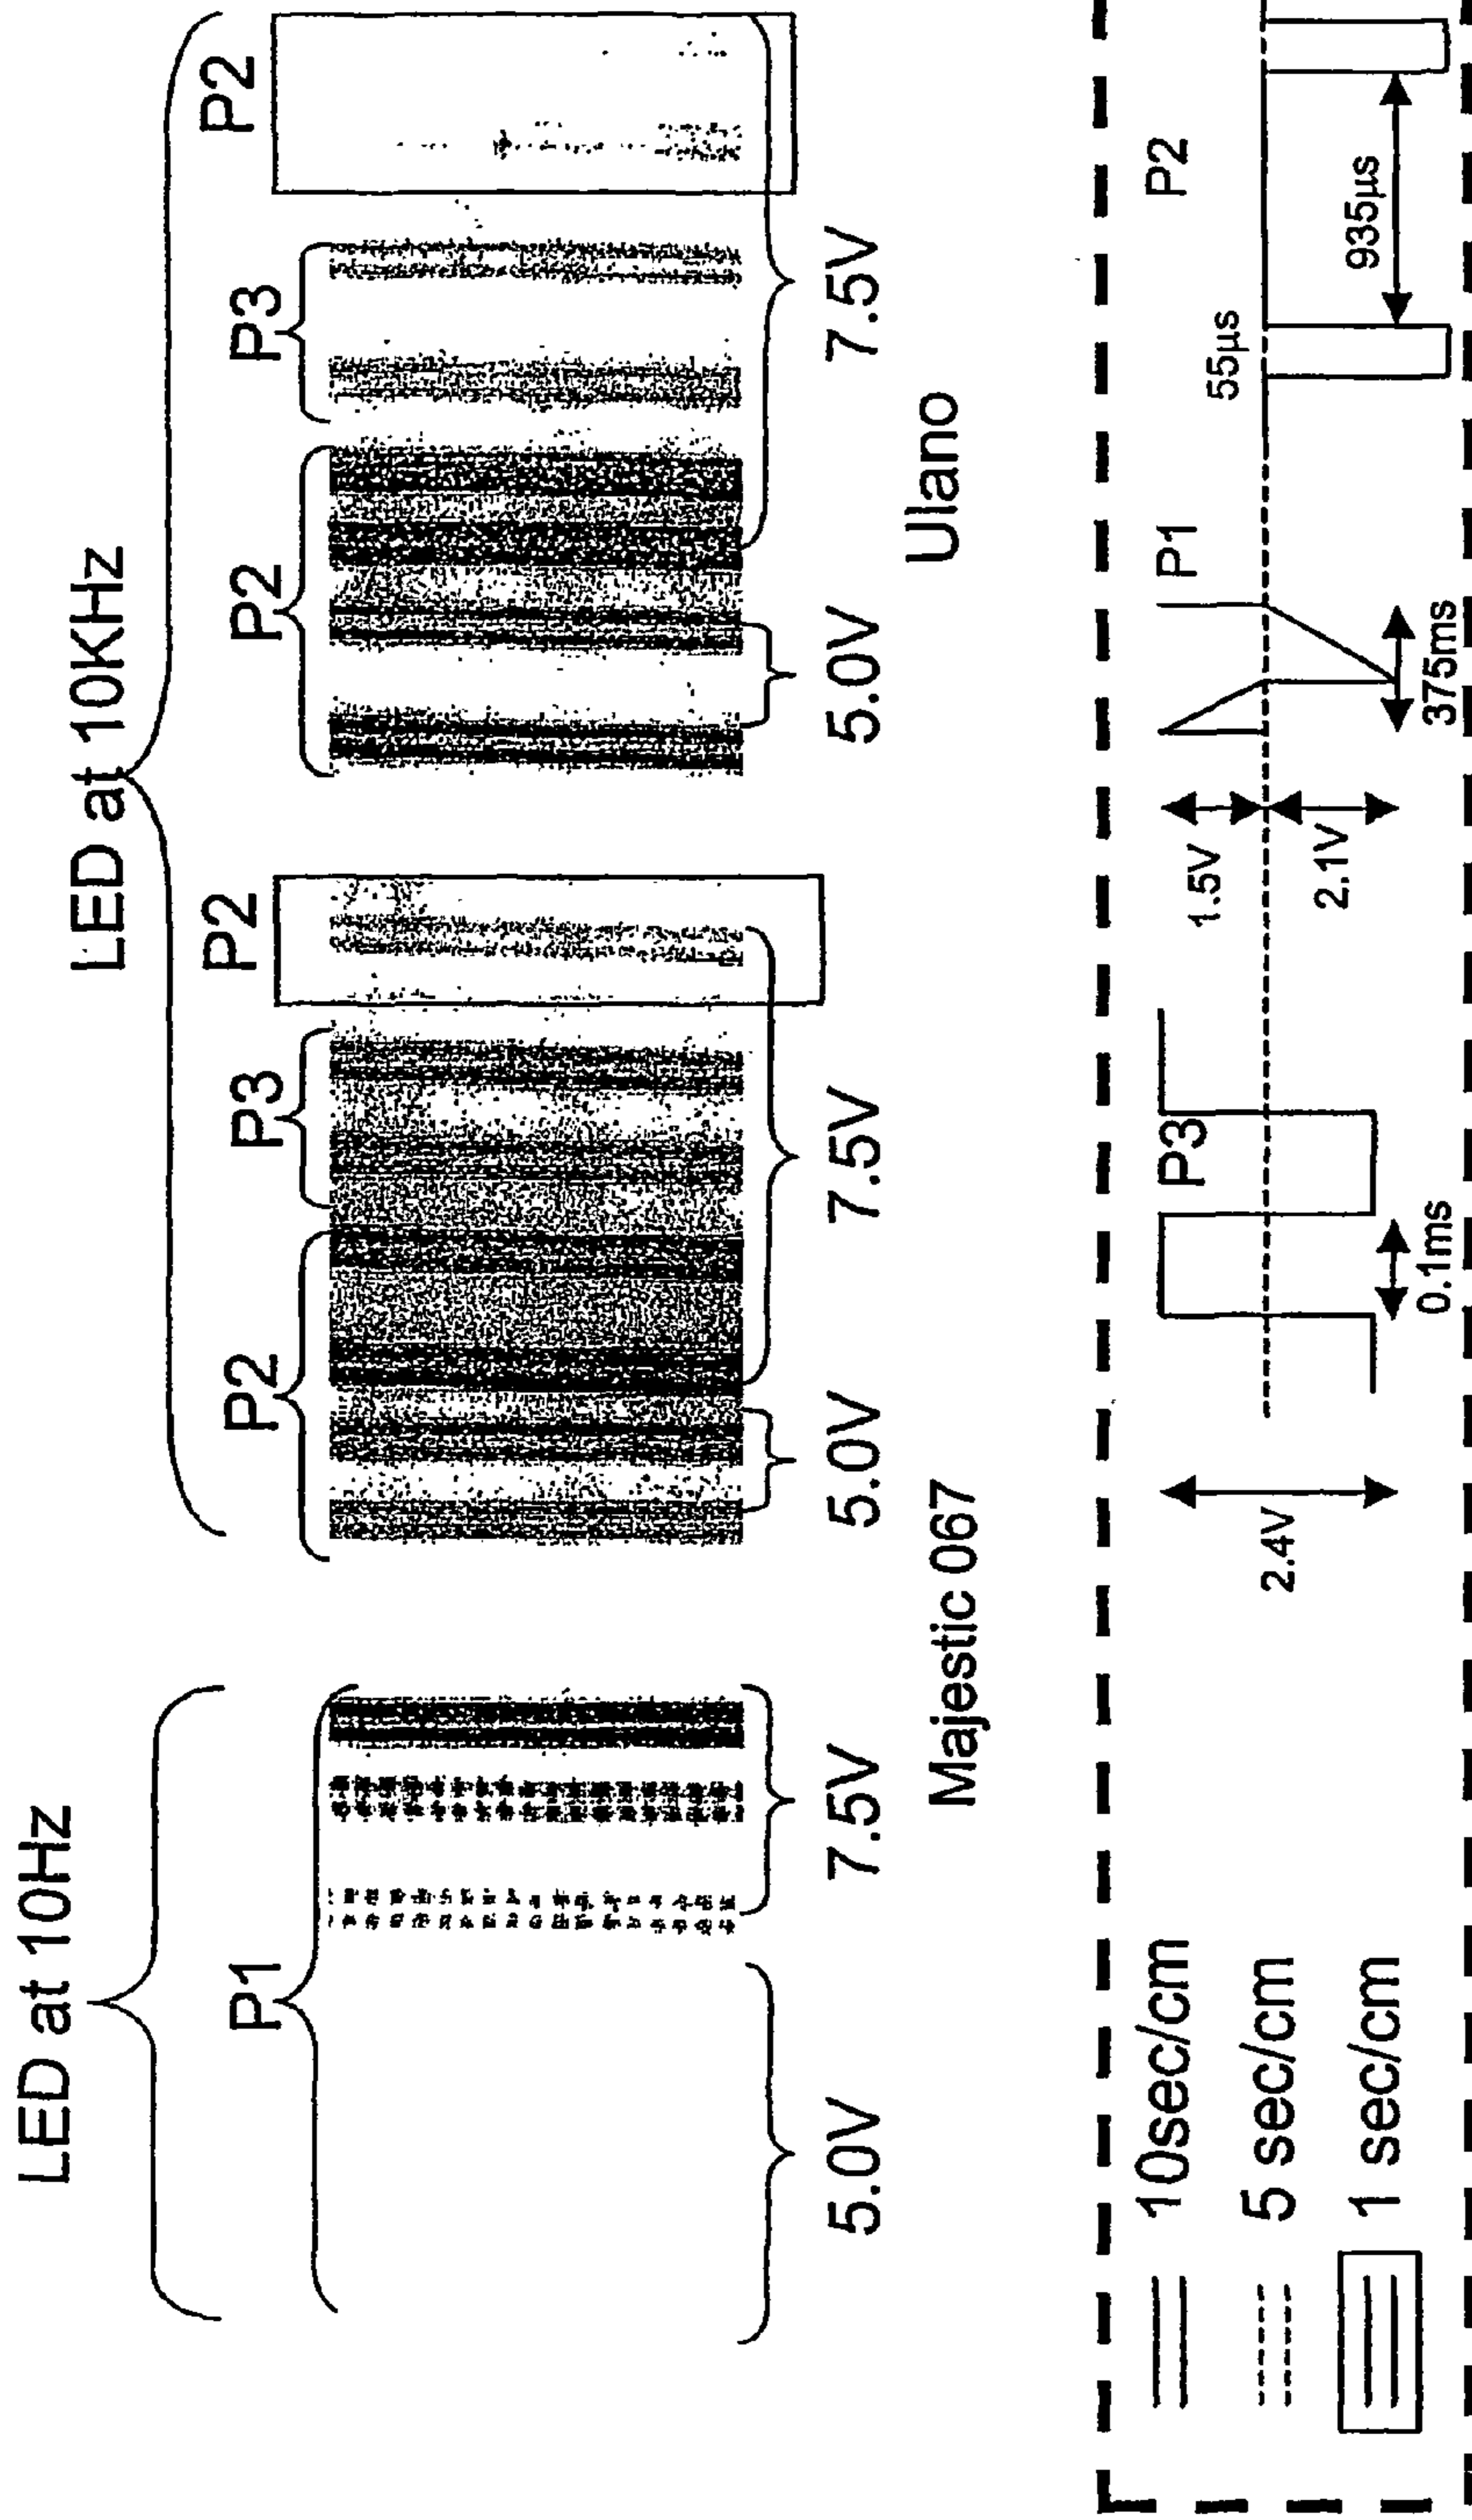 LED at 10Hz
LED at 10KHz
P1
P2
P3
P2
P2
P3
P2
5.0V
7.5V
5.0V
7.5V
5.0V
7.5V
Majestic 067
Ulano
10sec/cm
5 sec/cm
1 sec/cm
2.4V
P3
0.1ms
1.5V
2.1V
P1
375ms
55µs
P2
935µs